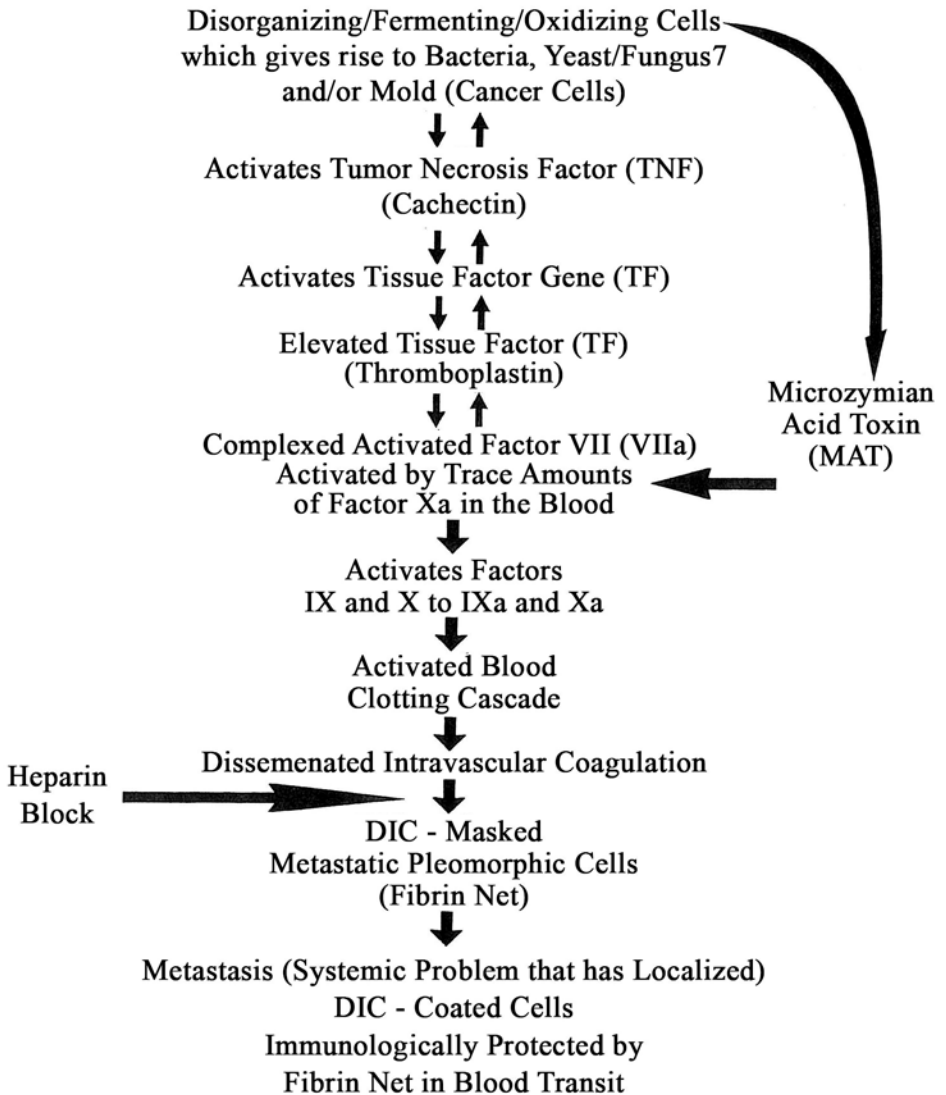 Disorganizing/Fermenting/Oxidizing Cells
which gives rise to Bacteria, Yeast/Fungus7
and/or Mold (Cancer Cells)
Activates Tumor Necrosis Factor (TNF)
(Cachectin)
Activates Tissue Factor Gene (TF)
Elevated Tissue Factor (TF)
(Thromboplastin)
Microzymian
Acid Toxin
(MAT)
Complexed Activated Factor VII (VIIa)
Activated by Trace Amounts
of Factor Xa in the Blood
Activates Factors
IX and X to IXa and Xa
Activated Blood
Clotting Cascade
Dissemenated Intravascular Coagulation
Heparin
Block
DIC - Masked
Metastatic Pleomorphic Cells
(Fibrin Net)
Metastasis (Systemic Problem that has Localized)
DIC - Coated Cells
Immunologically Protected by
Fibrin Net in Blood Transit